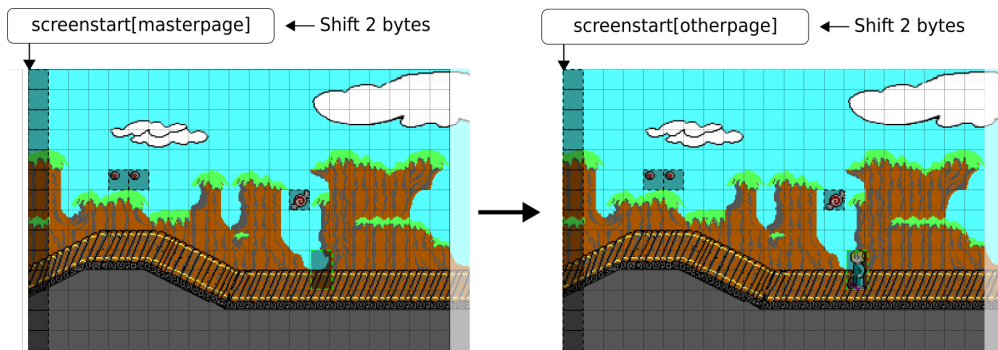 screenstart[masterpage]
Shift 2 bytes
screenstart[otherpage]
Shift 2 bytes